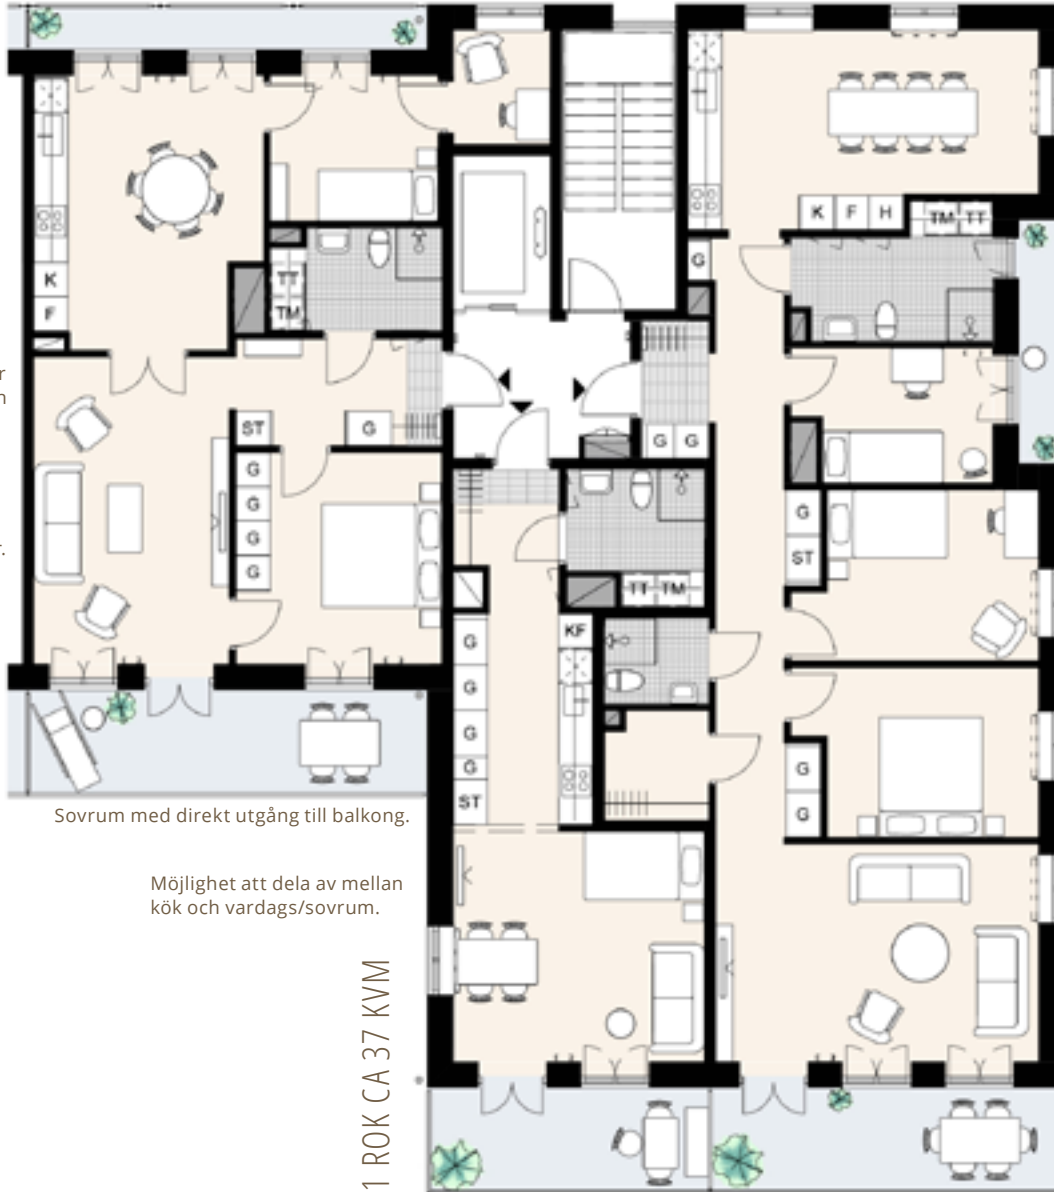 K
F
TT
TM
ST
G
G
G
G
G
K
F
H
TM
TT
G
G
G
G
ST
TT
TM
KF
G
G
G
G
ST
G
G
r
n
r.
Sovrum med direkt utgång till balkong.
Möjlighet att dela av mellan
kök och vardags/sovrum.
1 ROK CA 37 KVM